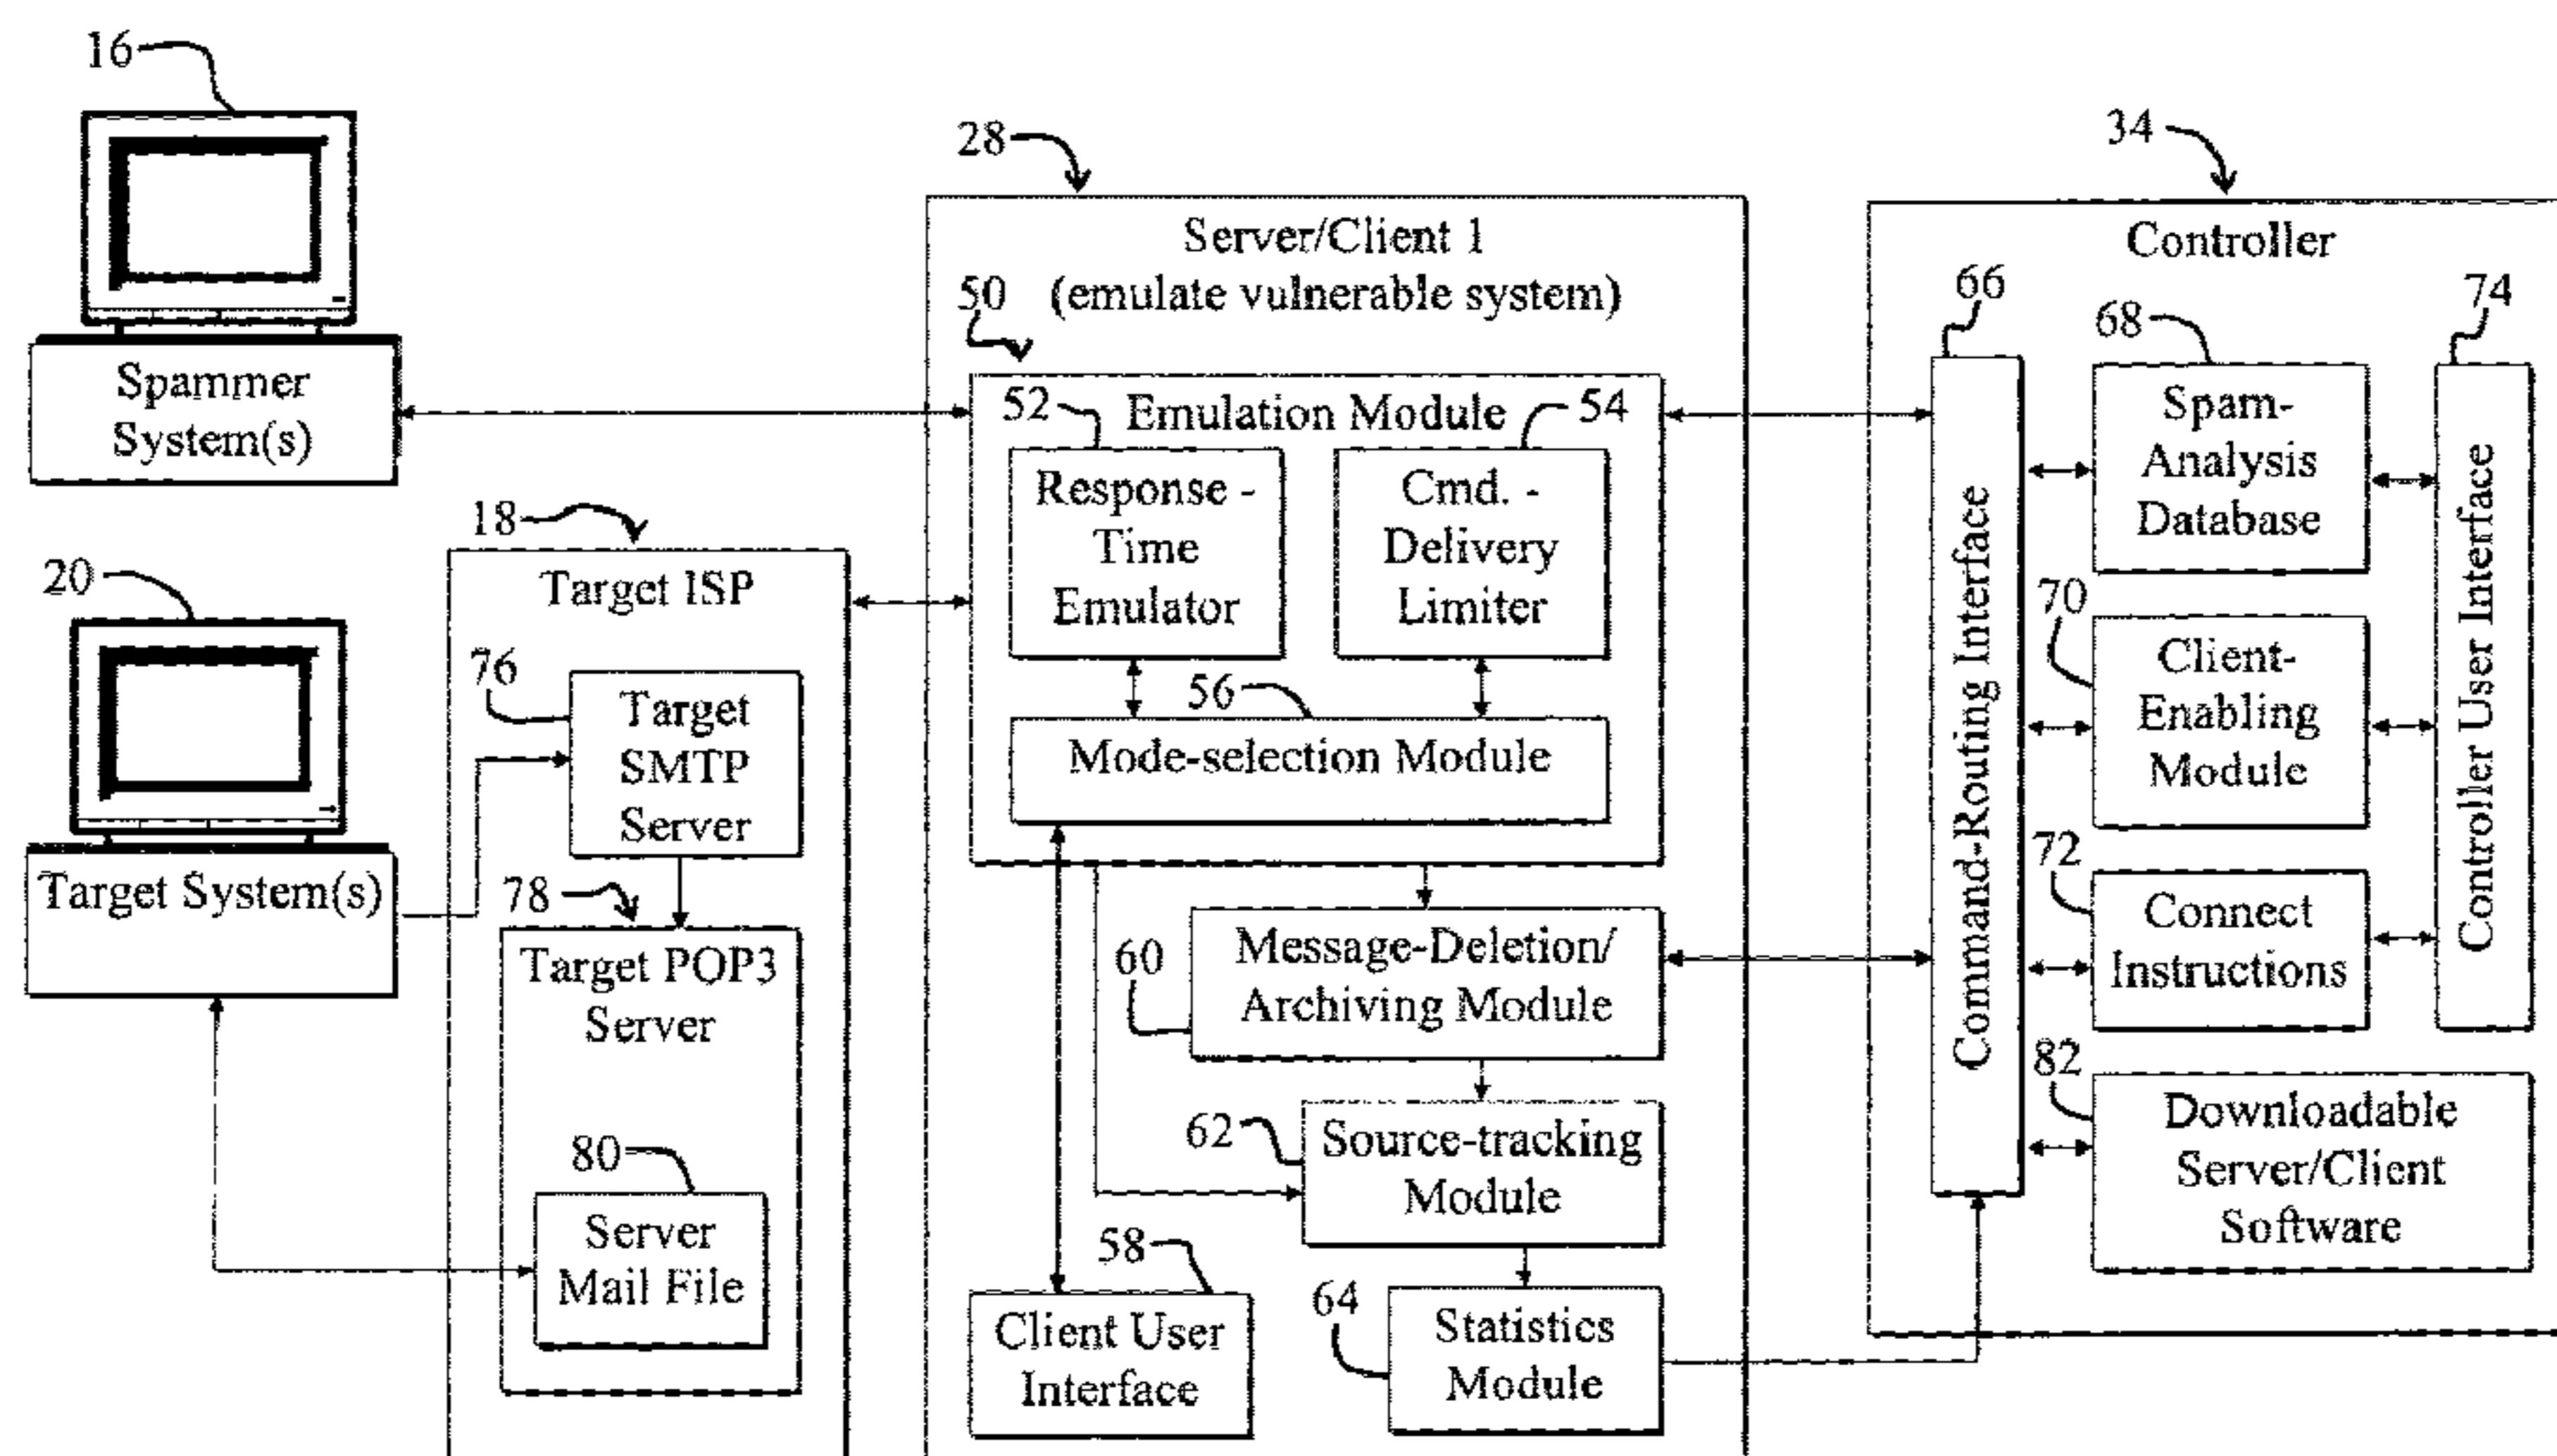 16
Spammer
System(s)
20
Target System(s)
18
Target ISP
76
Target
SMTP
Server
78
Target POP3
Server
80
Server
Mail File
28
Server/Client 1
(emulate vulnerable system)
50
Emulation Module
52
Response -
Time
Emulator
54
Cmd. -
Delivery
Limiter
56
Mode-selection Module
60
Message-Deletion/
Archiving Module
62
Source-tracking
Module
58
Client User
Interface
64
Statistics
Module
34
Controller
66
Command-Routing Interface
68
Spam-
Analysis
Database
70
Client-
Enabling
Module
72
Connect
Instructions
74
Controller User Interface
82
Downloadable
Server/Client
Software